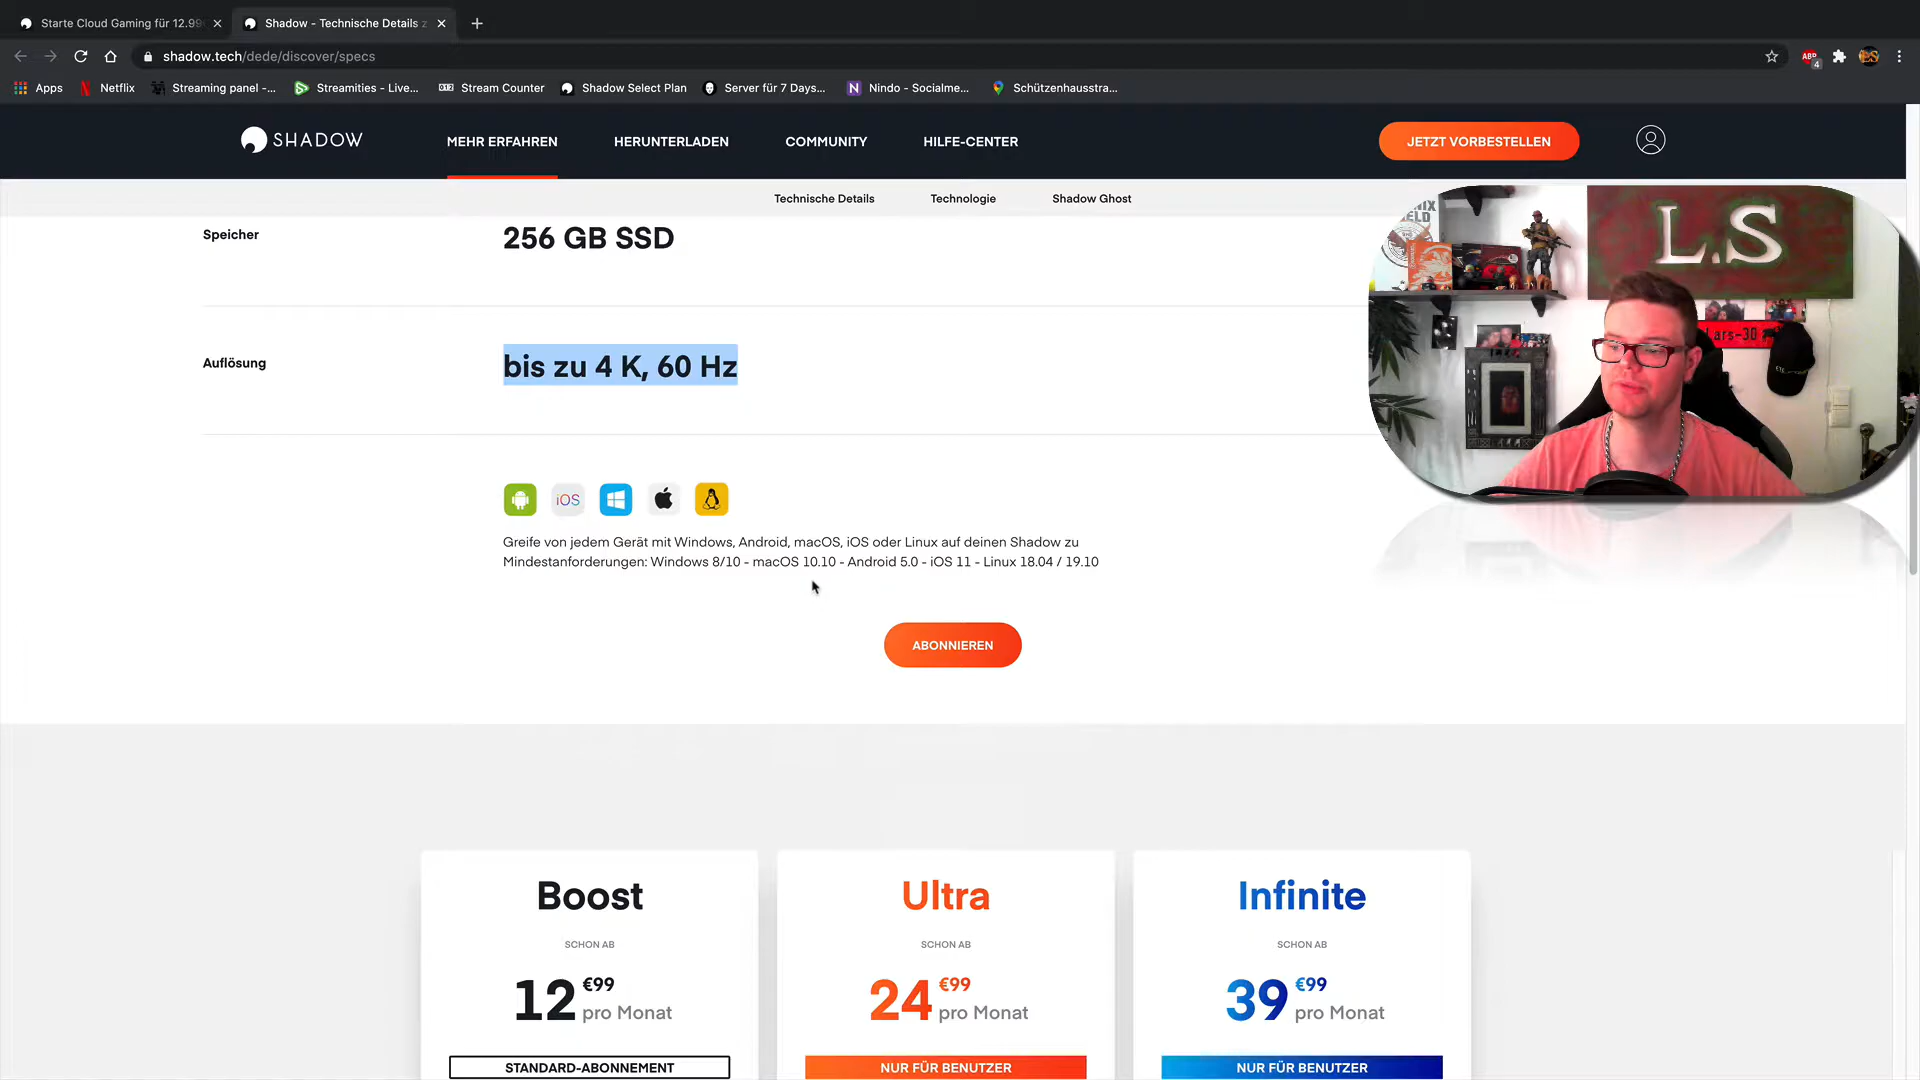 Starte Cloud Gaming für 12.99
Shadow - Technische Details z
shadow.tech/dede/discover/specs
Apps
Netflix
Streaming panel -...
Streamities - Live...
Stream Counter
Shadow Select Plan
Server für 7 Days...
Nindo - Socialme...
Schützenhausstra...
ABP
4
SHADOW
MEHR ERFAHREN
HERUNTERLADEN
COMMUNITY
HILFE-CENTER
JETZT VORBESTELLEN
Technische Details
Technologie
Shadow Ghost
L.S
Speicher
256 GB SSD
Auflösung
bis zu 4 K, 60 Hz
iOS
Greife von jedem Gerät mit Windows, Android, macOS, iOS oder Linux auf deinen Shadow zu
Mindestanforderungen: Windows 8/10 - macOS 10.10 - Android 5.0 - iOS 11 - Linux 18.04 / 19.10
ABONNIEREN
Boost
SCHON AB
12 €99
pro Monat
STANDARD-ABONNEMENT
Ultra
SCHON AB
24 €99
pro Monat
NUR FÜR BENUTZER
Infinite
SCHON AB
39 €99
pro Monat
NUR FÜR BENUTZER